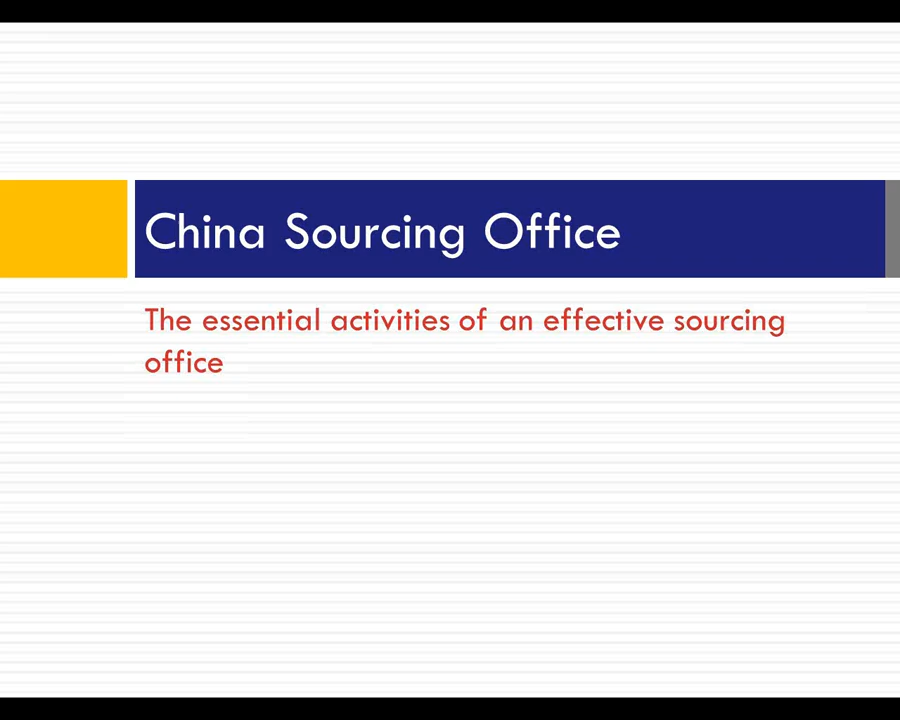 China Sourcing Office
The essential activities of an effective sourcing
office